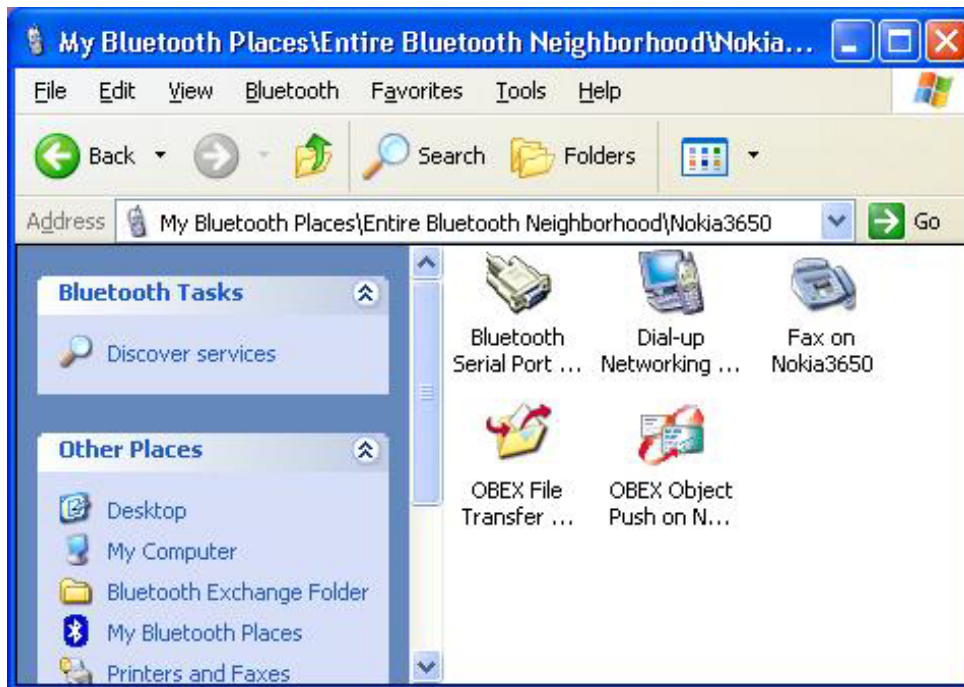 My Bluetooth Places\Entire Bluetooth Neighborhood\Nokia...
File Edit View Bluetooth Favorites Tools Help
Back Search Folders
Address My Bluetooth Places\Entire Bluetooth Neighborhood\Nokia3650 Go
Bluetooth Tasks
Discover services
Other Places
Desktop
My Computer
Bluetooth Exchange Folder
My Bluetooth Places
Printers and Faxes
Bluetooth
Serial Port ...
Dial-up
Networking ...
Fax on
Nokia3650
OBEX File
Transfer ...
OBEX Object
Push on N...